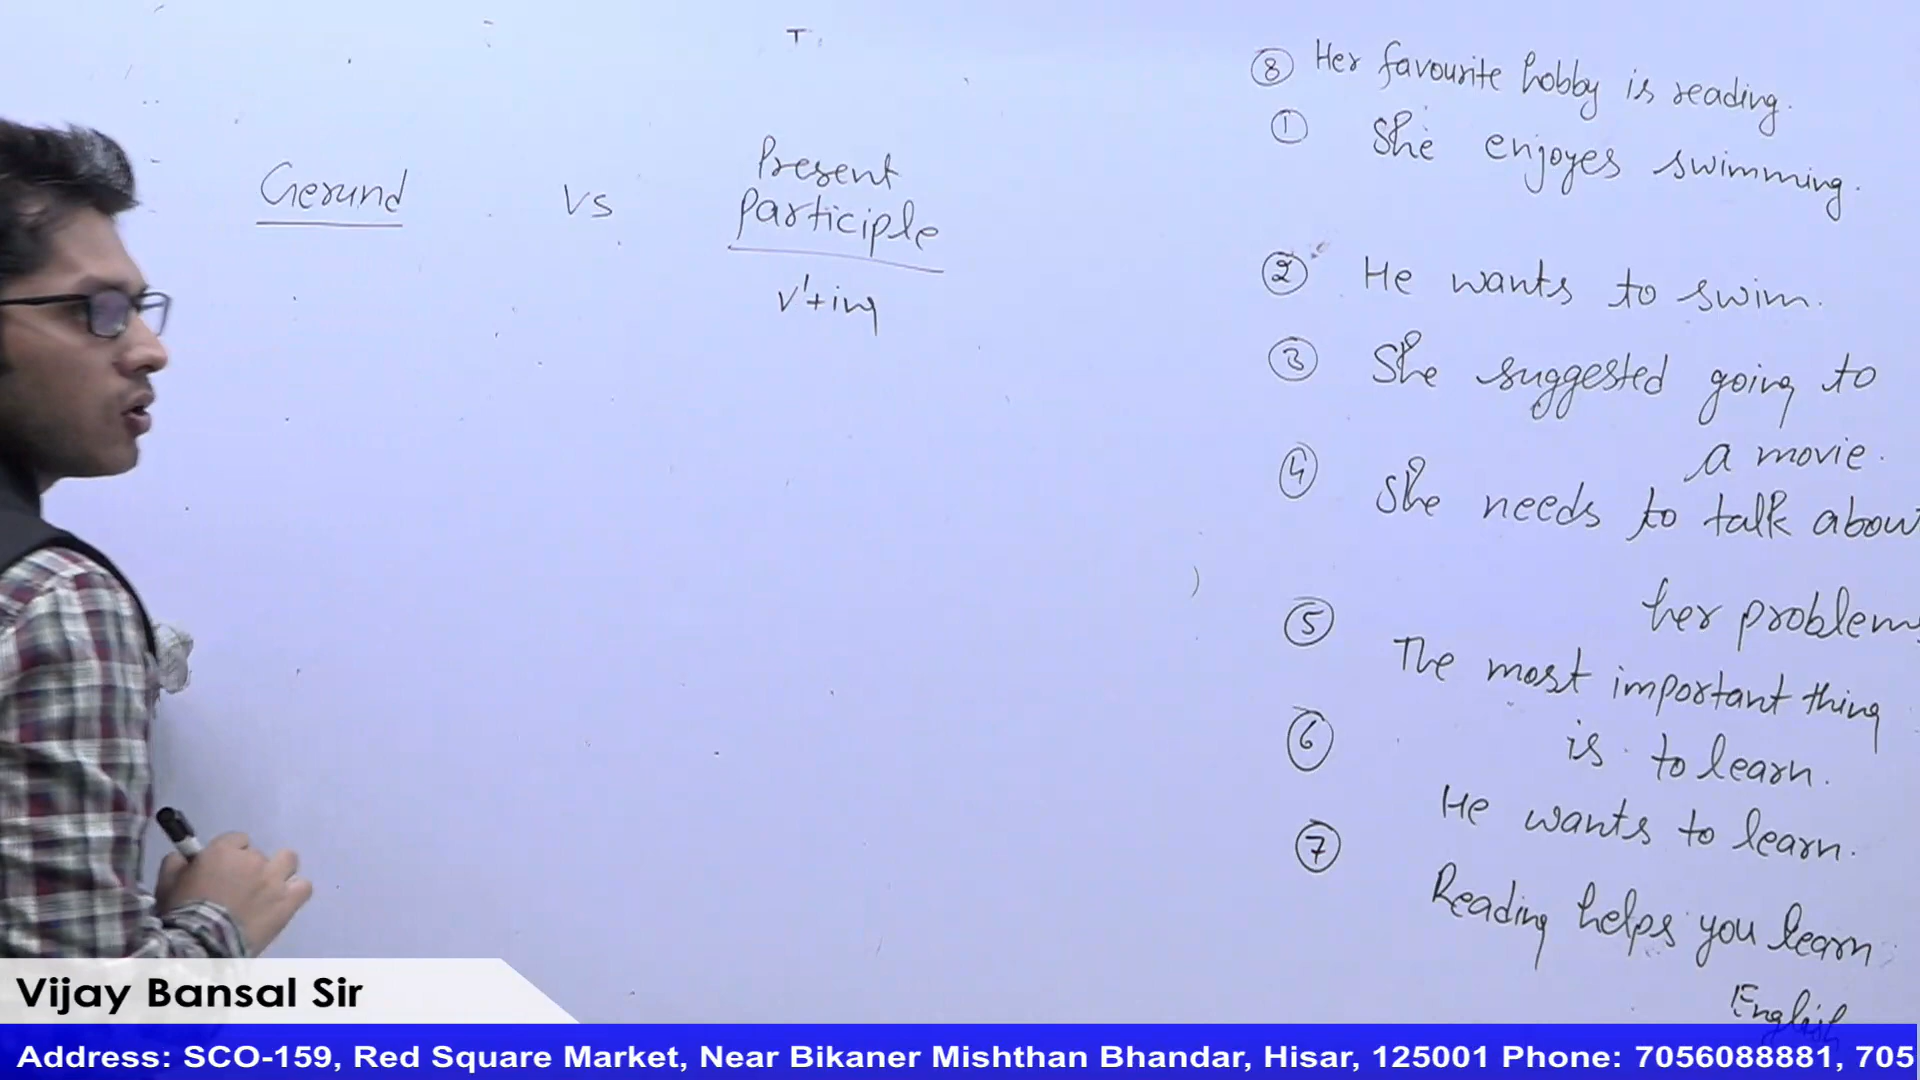 Gerund vs Present
participle
v'+ing
⑧ Her favourite hobby is reading.
① She enjoyes swimming.
② He wants to swim.
③ She suggested going to
a movie.
④ She needs to talk about
her problems
⑤ The most important thing
is to learn.
⑥ He wants to learn.
⑦ Reading helps you learn
English
Vijay Bansal Sir
Address: SCO-159, Red Square Market, Near Bikaner Mishthan Bhandar, Hisar, 125001 Phone: 7056088881, 705